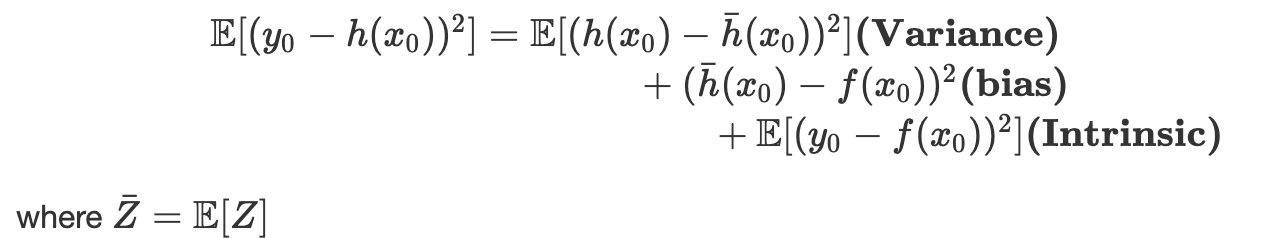 𝔼[(y₀ − h(x₀))²] = 𝔼[(h(x₀) − h̄(x₀))²](Variance)
+ (h̄(x₀) − f(x₀))²(bias)
+ 𝔼[(y₀ − f(x₀))²](Intrinsic)
where Z̄ = 𝔼[Z]